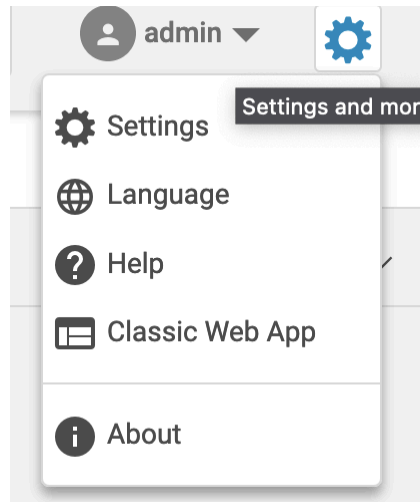 admin
Settings and mor
Settings
Language
Help
Classic Web App
About